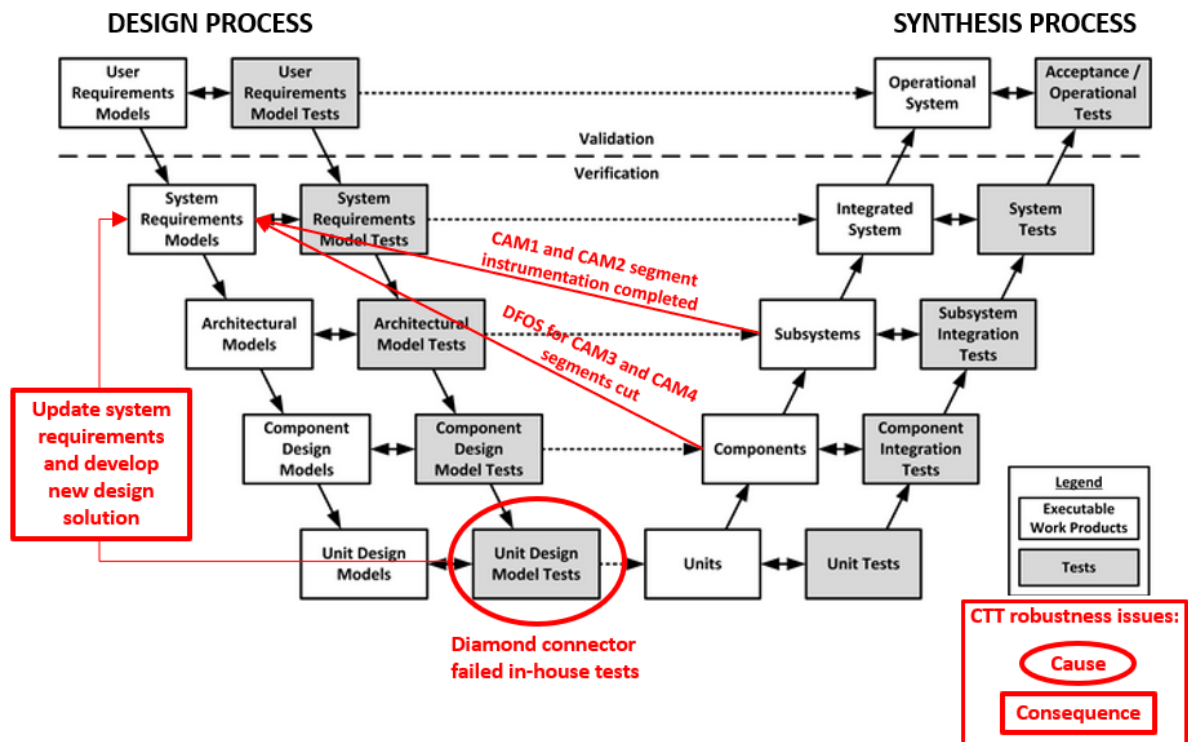 DESIGN PROCESS
SYNTHESIS PROCESS
User
Requirements
Models
User
Requirements
Model Tests
Operational
System
Acceptance /
Operational
Tests
Validation
Verification
System
Requirements
Models
System
Requirements
Model Tests
Integrated
System
System
Tests
CAM1 and CAM2 segment
instrumentation completed
Architectural
Models
Architectural
Model Tests
DFOS for CAM3 and CAM4
segments cut
Subsystems
Subsystem
Integration
Tests
Update system
requirements
and develop
new design
solution
Component
Design
Models
Component
Design
Model Tests
Components
Component
Integration
Tests
Legend
Executable
Work Products
Tests
Unit Design
Models
Unit Design
Model Tests
Units
Unit Tests
Diamond connector
failed in-house tests
CTT robustness issues:
Cause
Consequence